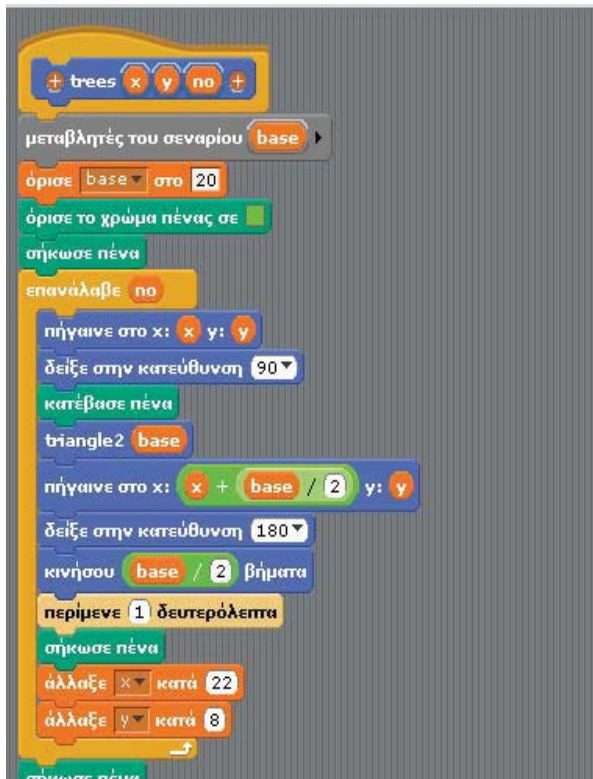 + trees x y no +
μεταβλητές του σεναρίου base
όρισε base στο 20
όρισε το χρώμα πένας σε
σήκωσε πένα
επανάλαβε no
πήγαινε στο x: x y: y
δείξε στην κατεύθυνση 90
κατέβασε πένα
triangle2 base
πήγαινε στο x: x + base / 2 y: y
δείξε στην κατεύθυνση 180
κινήσου base / 2 βήματα
περίμενε 1 δευτερόλεπτα
σήκωσε πένα
άλλαξε x κατά 22
άλλαξε y κατά 8
σήκωσε πένα